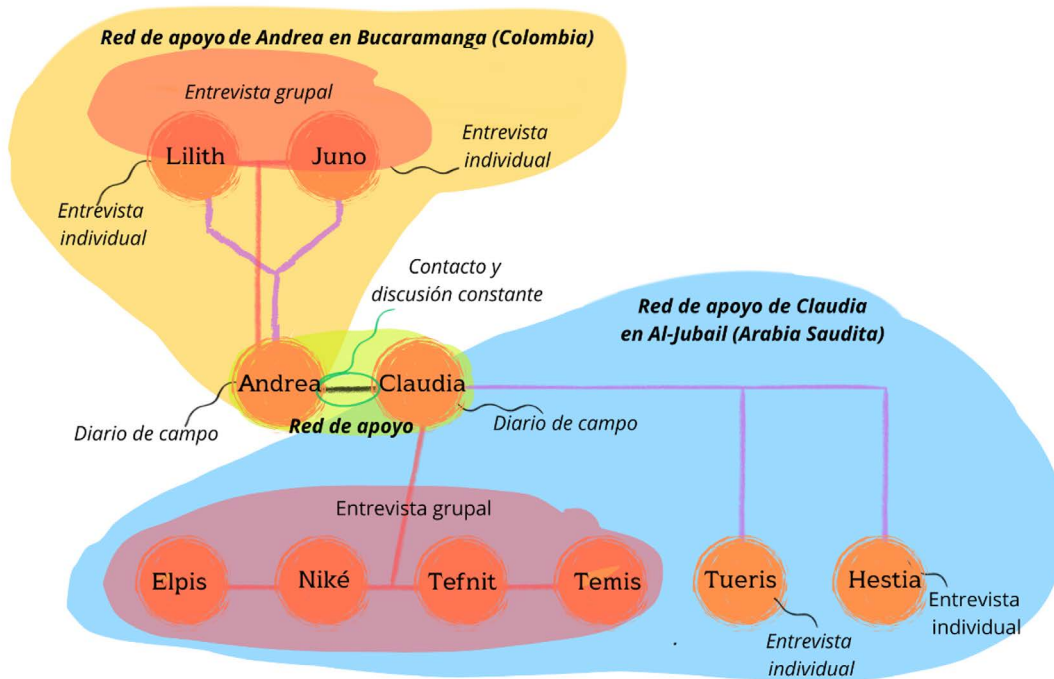 Red de apoyo de Andrea en Bucaramanga (Colombia)
Entrevista grupal
Lilith
Juno
Entrevista
individual
Entrevista
individual
Contacto y
discusión constante
Red de apoyo de Claudia
en Al-Jubail (Arabia Saudita)
Andrea
Claudia
Diario de campo
Red de apoyo
Diario de campo
Entrevista grupal
Elpis
Niké
Tefnit
Temis
Tueris
Hestia
Entrevista
individual
Entrevista
individual